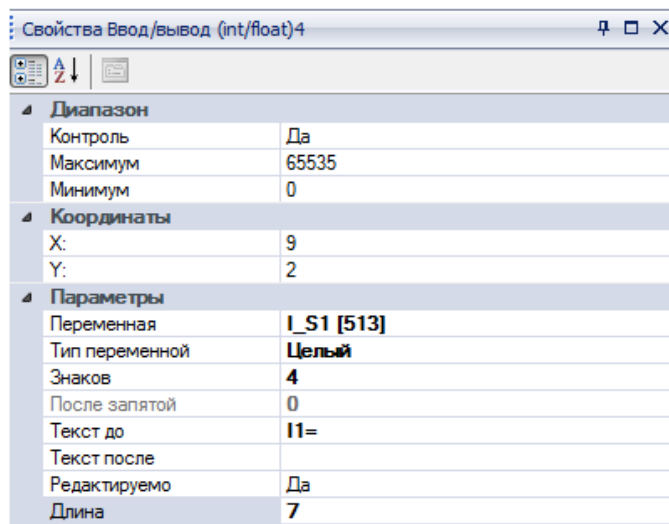 Свойства Ввод/вывод (int/float)4
Диапазон
Контроль Да
Максимум 65535
Минимум 0
Координаты
X: 9
Y: 2
Параметры
Переменная I_S1 [513]
Тип переменной Целый
Знаков 4
После запятой 0
Текст до I1=
Текст после
Редактируемо Да
Длина 7